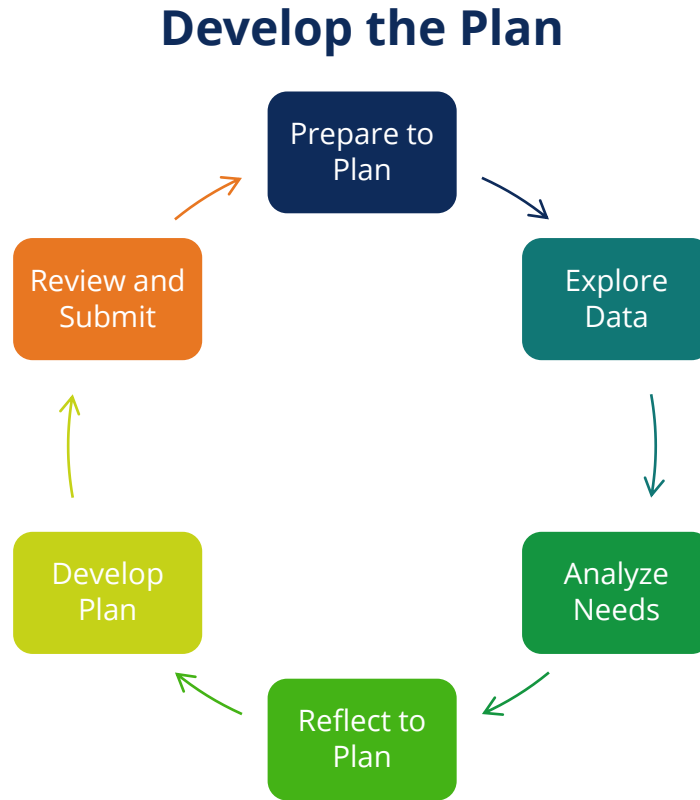 Develop the Plan
Prepare to
Plan
Explore
Data
Analyze
Needs
Reflect to
Plan
Develop
Plan
Review and
Submit